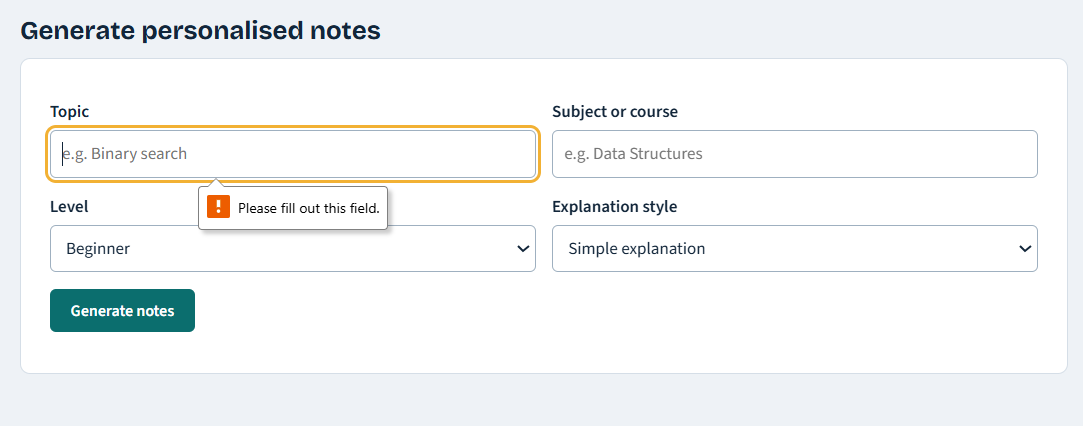 Generate personalised notes
Topic
Subject or course
e.g. Binary search
e.g. Data Structures
Please fill out this field.
Level
Explanation style
Beginner
Simple explanation
Generate notes